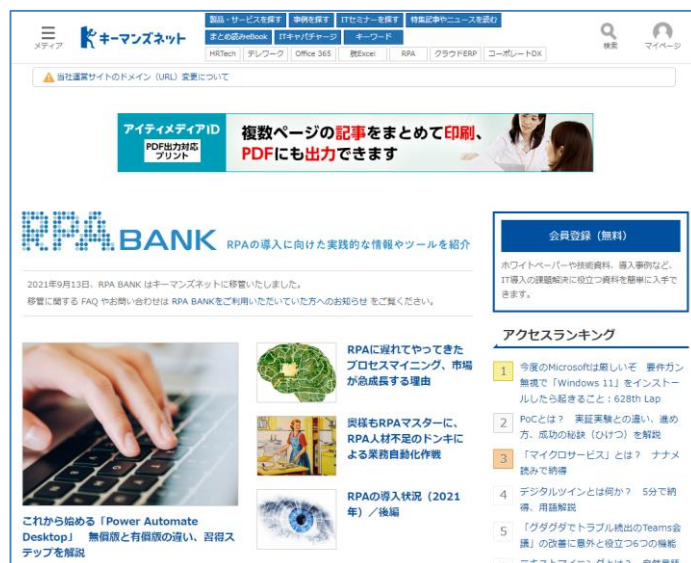 メディア
キーマンズネット
製品・サービスを探す 事例を探す ITセミナーを探す 特集記事やニュースを読む
まとめ読みeBook ITキャパチャージ キーワード
HRTech テレワーク Office 365 脱Excel RPA クラウドERP コーポレートDX
検索
マイページ
当社運営サイトのドメイン（URL）変更について
アイティメディアID
PDF出力対応
プリント
複数ページの記事をまとめて印刷、
PDFにも出力できます
RPA BANK RPAの導入に向けた実践的な情報やツールを紹介
2021年9月13日、RPA BANK はキーマンズネットに移管いたしました。
移管に関する FAQ やお問い合わせは RPA BANKをご利用いただいていた方へのお知らせ をご覧ください。
これから始める「Power Automate
Desktop」 無償版と有償版の違い、習得ス
テップを解説
RPAに遅れてやってきた
プロセスマイニング、市場
が急成長する理由
奥様もRPAマスターに、
RPA人材不足のドンキに
よる業務自動化作戦
RPAの導入状況（2021
年）／後編
会員登録（無料）
ホワイトペーパーや技術資料、導入事例など、
IT導入の課題解決に役立つ資料を簡単に入手で
きます。
アクセスランキング
1 今度のMicrosoftは厳しいぞ 要件ガン
無視で「Windows 11」をインストー
ルしたら起きること：628th Lap
2 PoCとは？ 実証実験との違い、進め
方、成功の秘訣（ひけつ）を解説
3 「マイクロサービス」とは？ ナナメ
読みで納得
4 デジタルツインとは何か？ 5分で納
得、用語解説
5 「グダグダでトラブル続出のTeams会
議」の改善に意外と役立つ6つの機能